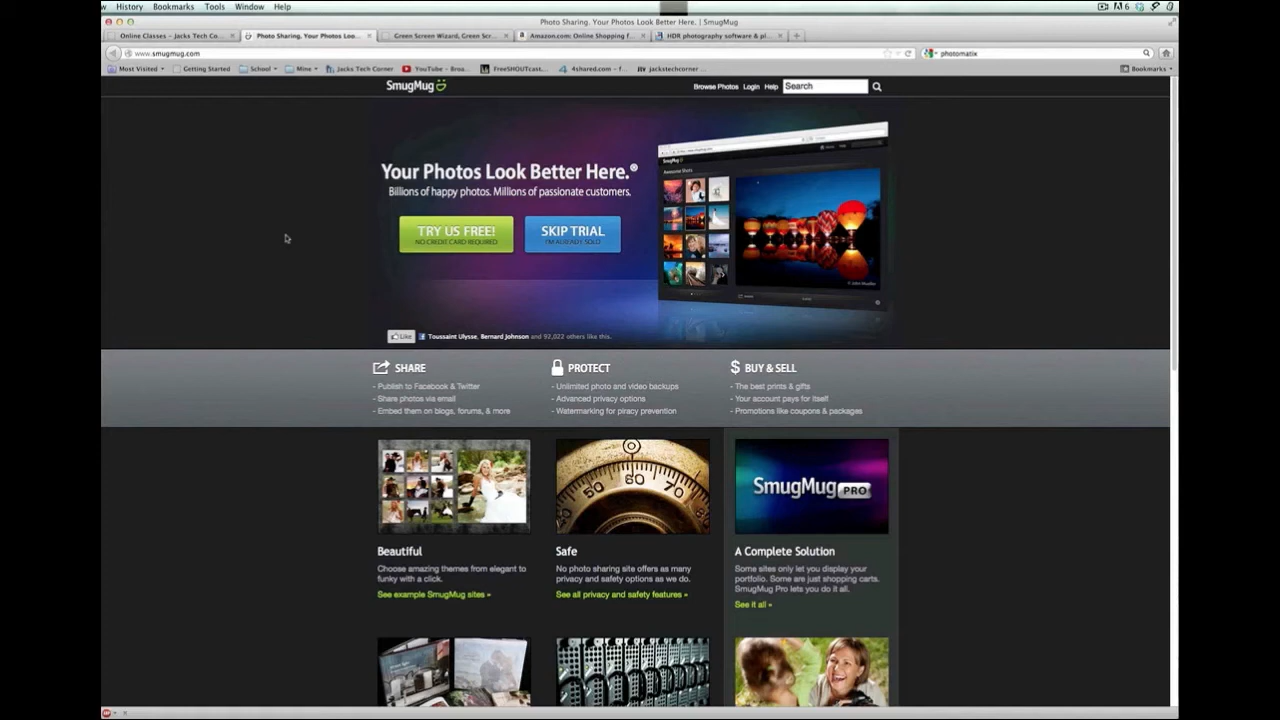 History Bookmarks Tools Window Help
Photo Sharing. Your Photos Look Better Here. | SmugMug
Online Classes – Jacks Tech Co... Photo Sharing. Your Photos Loo... Green Screen Wizard, Green Scr... Amazon.com: Online Shopping f... HDR photography software & pl...
www.smugmug.com photomatix
Most Visited Getting Started School Mine Jacks Tech Corner YouTube – Broa... FreeSHOUTcast... 4shared.com – f... jackstechcorner ... Bookmarks
SmugMug Browse Photos Login Help Search
Your Photos Look Better Here.®
Billions of happy photos. Millions of passionate customers.
TRY US FREE! SKIP TRIAL
NO CREDIT CARD REQUIRED I'M ALREADY SOLD
Like Toussaint Ulysse, Bernard Johnson and 92,022 others like this.
SHARE PROTECT $ BUY & SELL
- Publish to Facebook & Twitter - Unlimited photo and video backups - The best prints & gifts
- Share photos via email - Advanced privacy options - Your account pays for itself
- Embed them on blogs, forums, & more - Watermarking for piracy prevention - Promotions like coupons & packages
50 60 70
SmugMug PRO
Beautiful Safe A Complete Solution
Choose amazing themes from elegant to funky with a click.
See example SmugMug sites »
No photo sharing site offers as many privacy and safety options as we do.
See all privacy and safety features »
Some sites only let you display your portfolio. Some are just shopping carts. SmugMug Pro lets you do it all.
See it all »